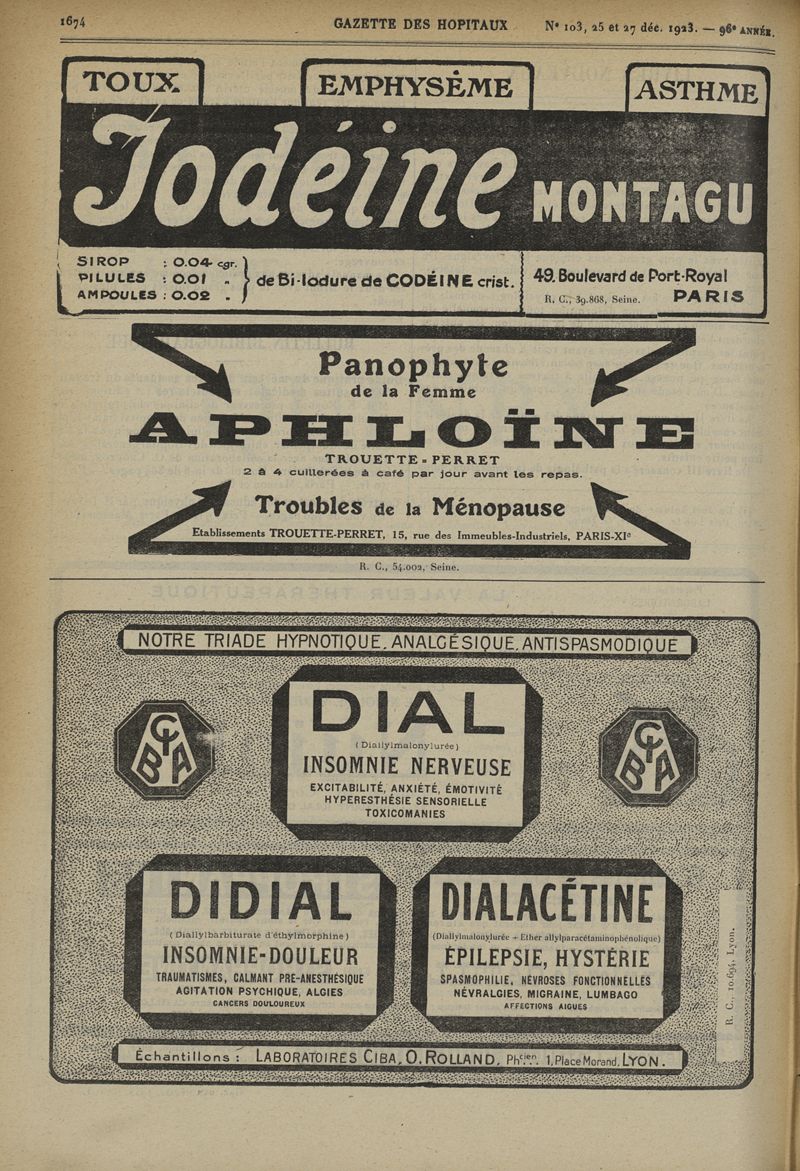 1674 GAZETTE DES HOPITAUX N° 103, 25 et 27 déc. 1923. — 96e ANNÉE.
TOUX EMPHYSÈME ASTHME
Iodéine MONTAGU
SIROP : 0.04 cgr.
PILULES : 0.01 „
AMPOULES : 0.02 „
de Bi-Iodure de CODÉINE crist.
49, Boulevard de Port-Royal
R. C., 39.868, Seine. PARIS
Panophyte
de la Femme
APHLOÏNE
TROUETTE-PERRET
2 à 4 cuillerées à café par jour avant les repas.
Troubles de la Ménopause
Etablissements TROUETTE-PERRET, 15, rue des Immeubles-Industriels, PARIS-XIe
R. C., 54.002, Seine.
NOTRE TRIADE HYPNOTIQUE, ANALGÉSIQUE, ANTISPASMODIQUE
DIAL
(Diallylmalonylurée)
INSOMNIE NERVEUSE
EXCITABILITÉ, ANXIÉTÉ, ÉMOTIVITÉ
HYPERESTHÉSIE SENSORIELLE
TOXICOMANIES
CIBA
CIBA
DIDIAL
(Diallylbarbiturate d'éthylmorphine)
INSOMNIE-DOULEUR
TRAUMATISMES, CALMANT PRÉ-ANESTHÉSIQUE
AGITATION PSYCHIQUE, ALGIES
CANCERS DOULOUREUX
DIALACÉTINE
(Diallylmalonylurée + Ether allylparacétaminophénolique)
ÉPILEPSIE, HYSTÉRIE
SPASMOPHILIE, NÉVROSES FONCTIONNELLES
NÉVRALGIES, MIGRAINE, LUMBAGO
AFFECTIONS AIGUES
R. C., 10.694, Lyon.
Échantillons : LABORATOIRES CIBA, O. ROLLAND, Phcien. 1, Place Morand, LYON.